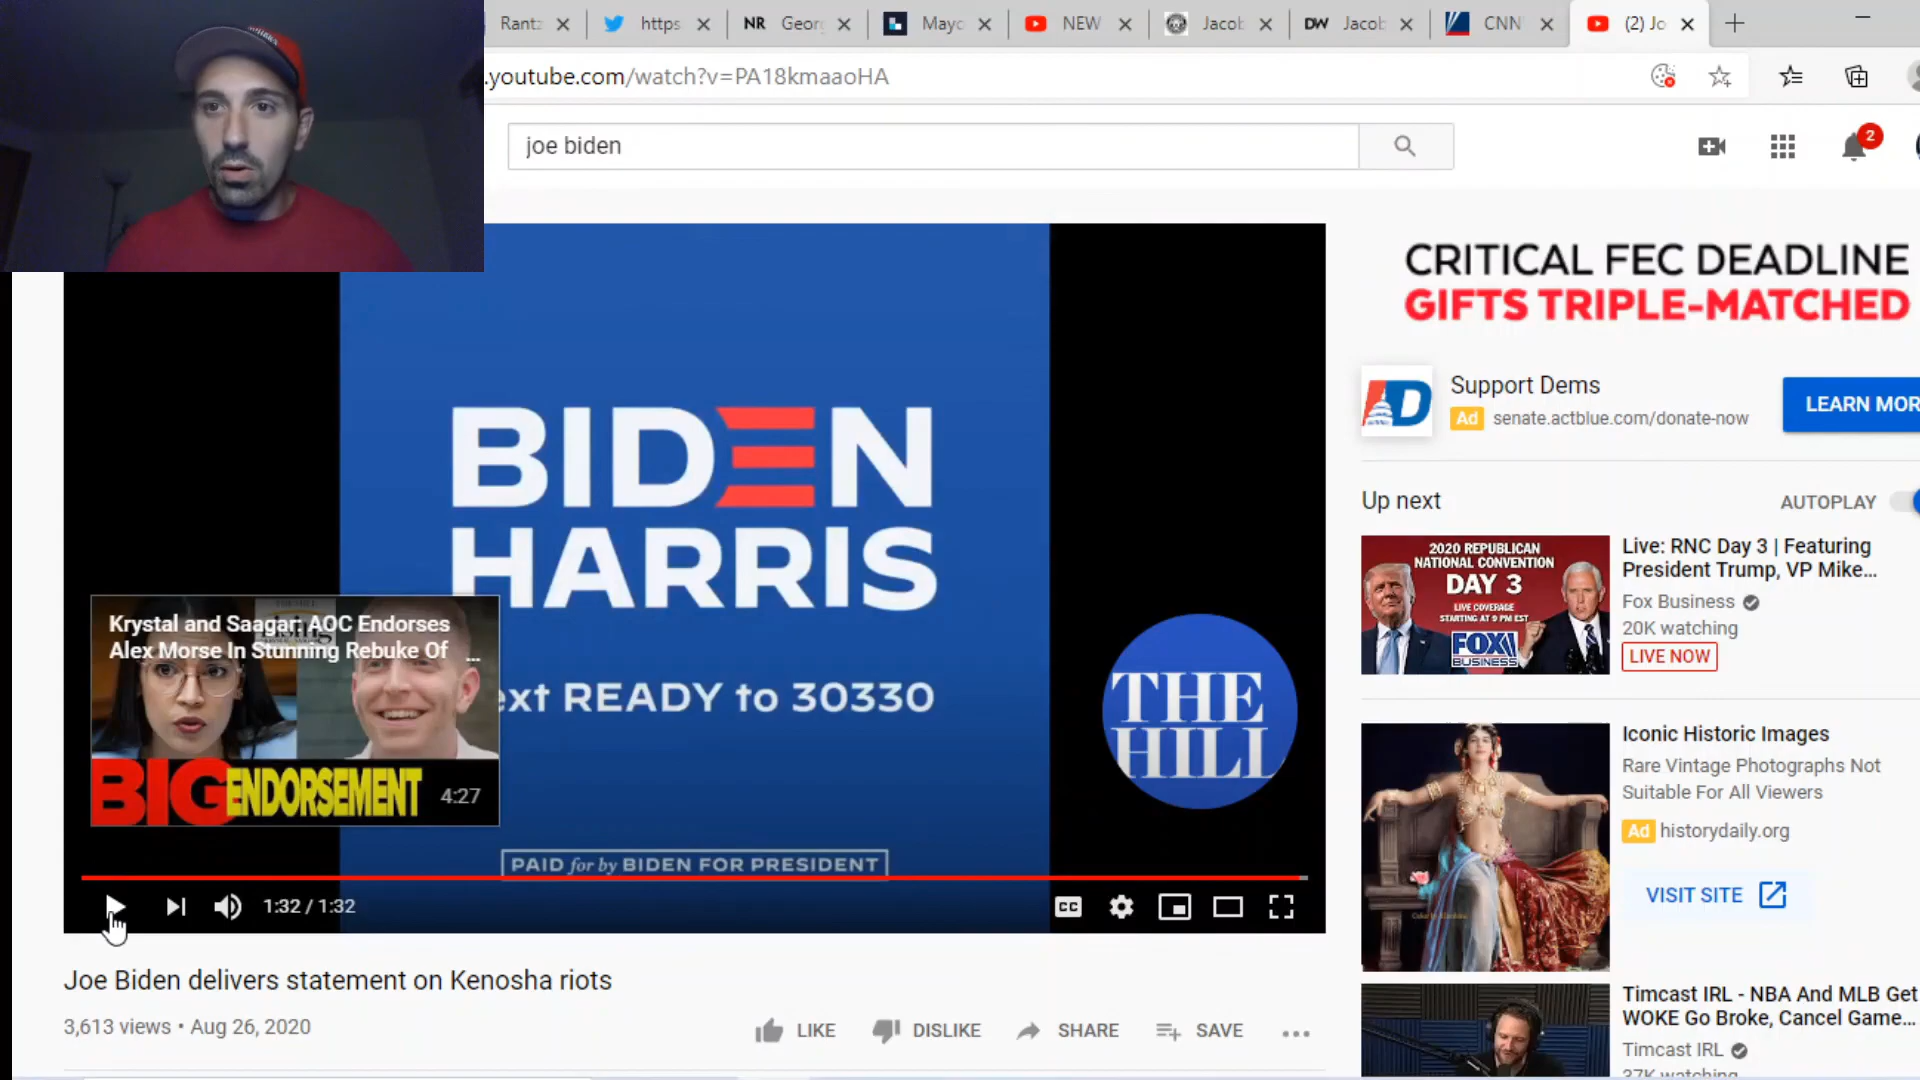 Rantz
https
NR Geor
Mayo
NEW
Jacob
DW Jacob
CNN
(2) Jo
.youtube.com/watch?v=PA18kmaaoHA
joe biden
2
BIDEN
HARRIS
ext READY to 30330
PAID for by BIDEN FOR PRESIDENT
THE
HILL
Krystal and Saagar: AOC Endorses
Alex Morse In Stunning Rebuke Of ...
BIG ENDORSEMENT
4:27
1:32 / 1:32
CC
Joe Biden delivers statement on Kenosha riots
3,613 views • Aug 26, 2020
LIKE
DISLIKE
SHARE
SAVE
CRITICAL FEC DEADLINE
GIFTS TRIPLE-MATCHED
D
Support Dems
Ad senate.actblue.com/donate-now
LEARN MOR
Up next
AUTOPLAY
2020 REPUBLICAN
NATIONAL CONVENTION
DAY 3
LIVE COVERAGE
STARTING AT 9 PM EST
FOX
BUSINESS
Live: RNC Day 3 | Featuring
President Trump, VP Mike...
Fox Business
20K watching
LIVE NOW
Iconic Historic Images
Rare Vintage Photographs Not
Suitable For All Viewers
Ad historydaily.org
VISIT SITE
Timcast IRL - NBA And MLB Get
WOKE Go Broke, Cancel Game...
Timcast IRL
37K watching